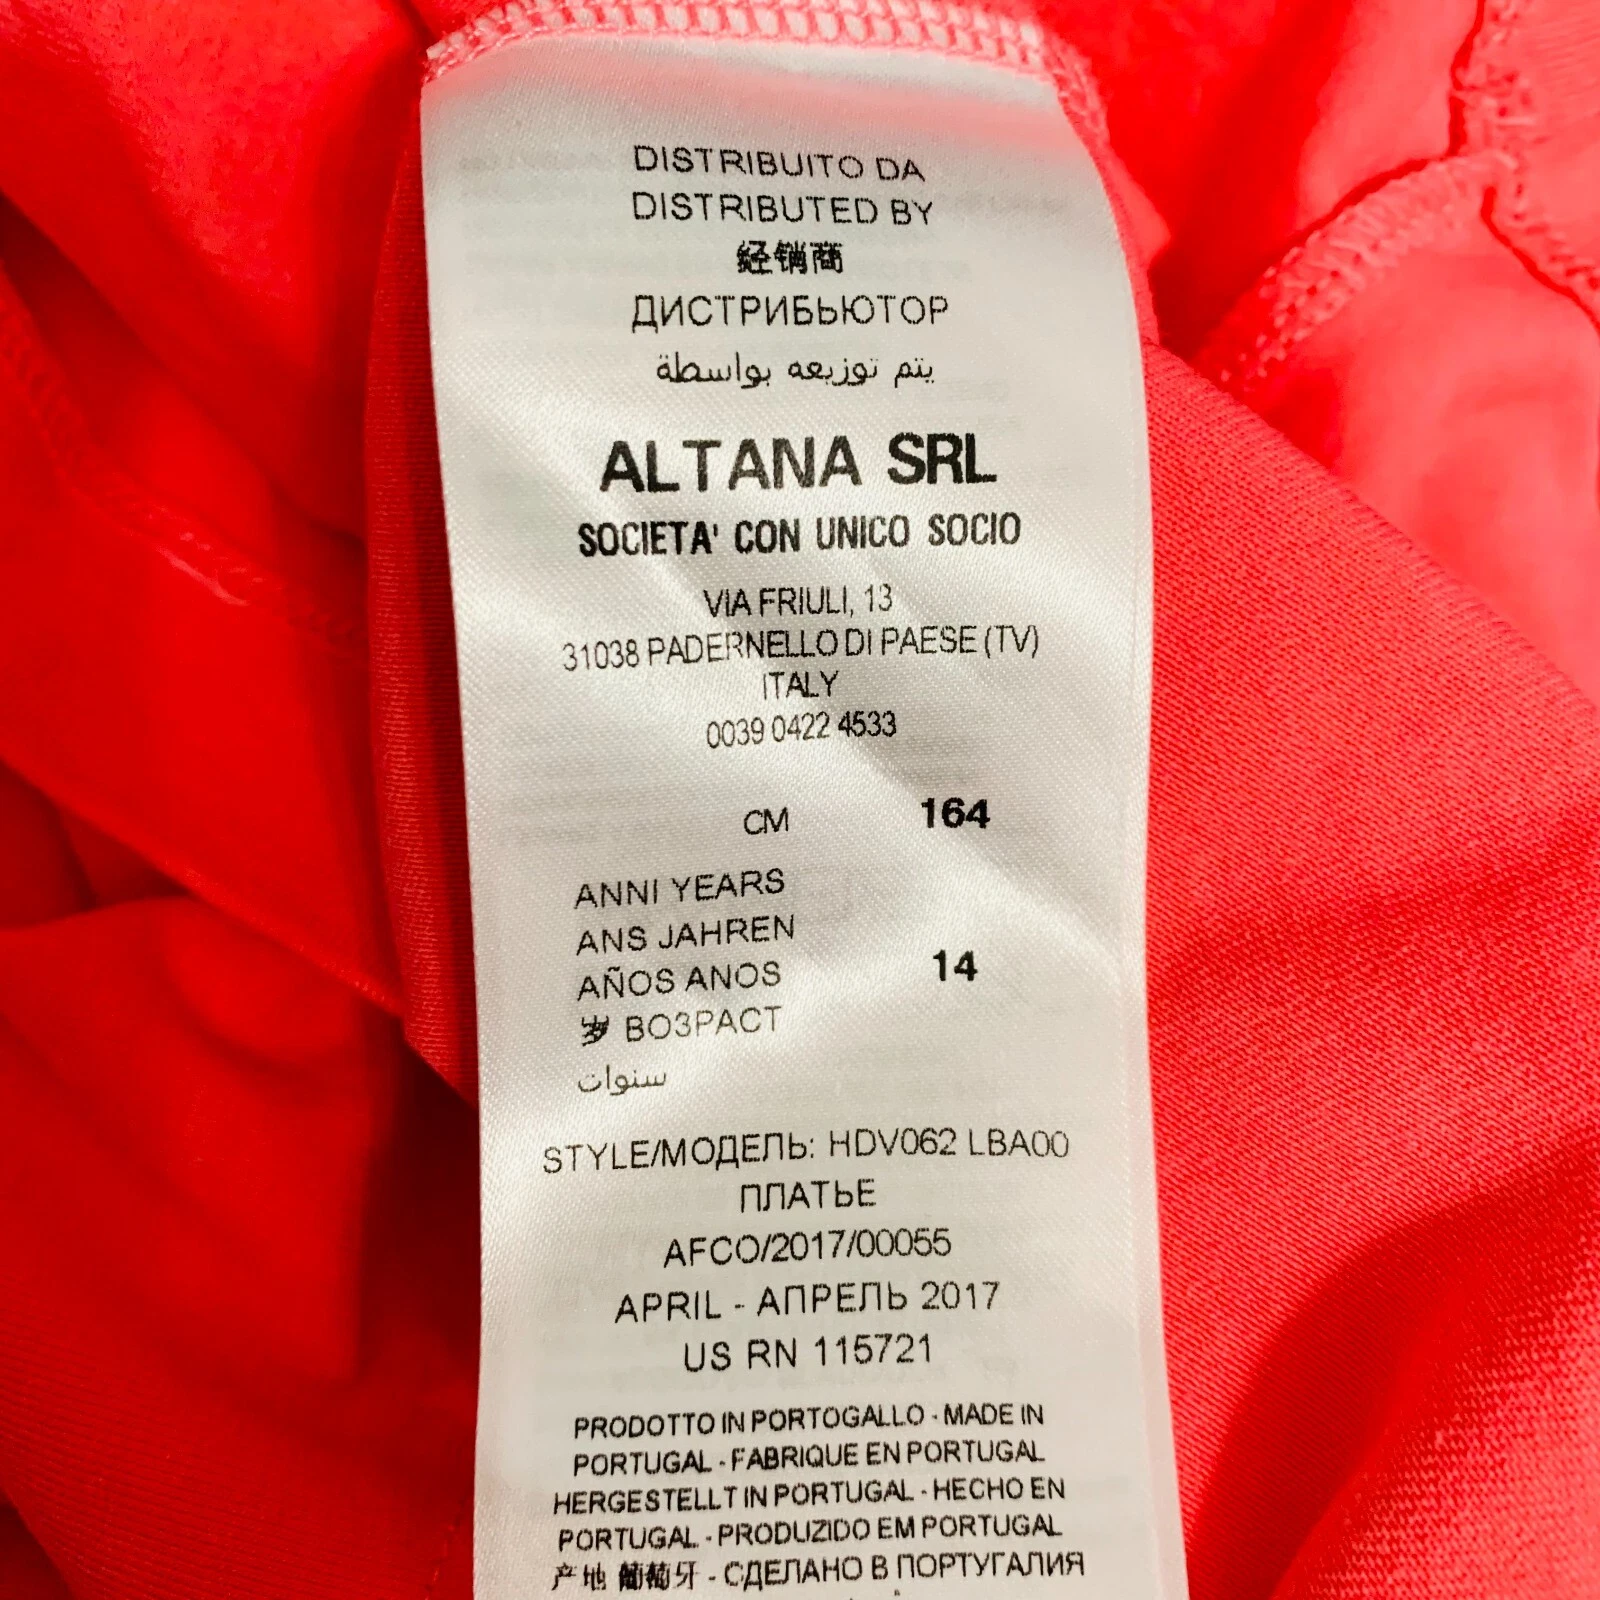 DISTRIBUITO DA
DISTRIBUTED BY
经销商
ДИСТРИБЬЮТОР
يتم توزيعه بواسطة
ALTANA SRL
SOCIETA' CON UNICO SOCIO
VIA FRIULI, 13
31038 PADERNELLO DI PAESE (TV)
ITALY
0039 0422 4533
CM 164
ANNI YEARS
ANS JAHREN
AÑOS ANOS 14
岁 ВОЗРАСТ
سنوات
STYLE/МОДЕЛЬ: HDV062 LBA00
ПЛАТЬЕ
AFCO/2017/00055
APRIL - АПРЕЛЬ 2017
US RN 115721
PRODOTTO IN PORTOGALLO - MADE IN
PORTUGAL - FABRIQUE EN PORTUGAL
HERGESTELLT IN PORTUGAL - HECHO EN
PORTUGAL - PRODUZIDO EM PORTUGAL
产地 葡萄牙 - СДЕЛАНО В ПОРТУГАЛИЯ